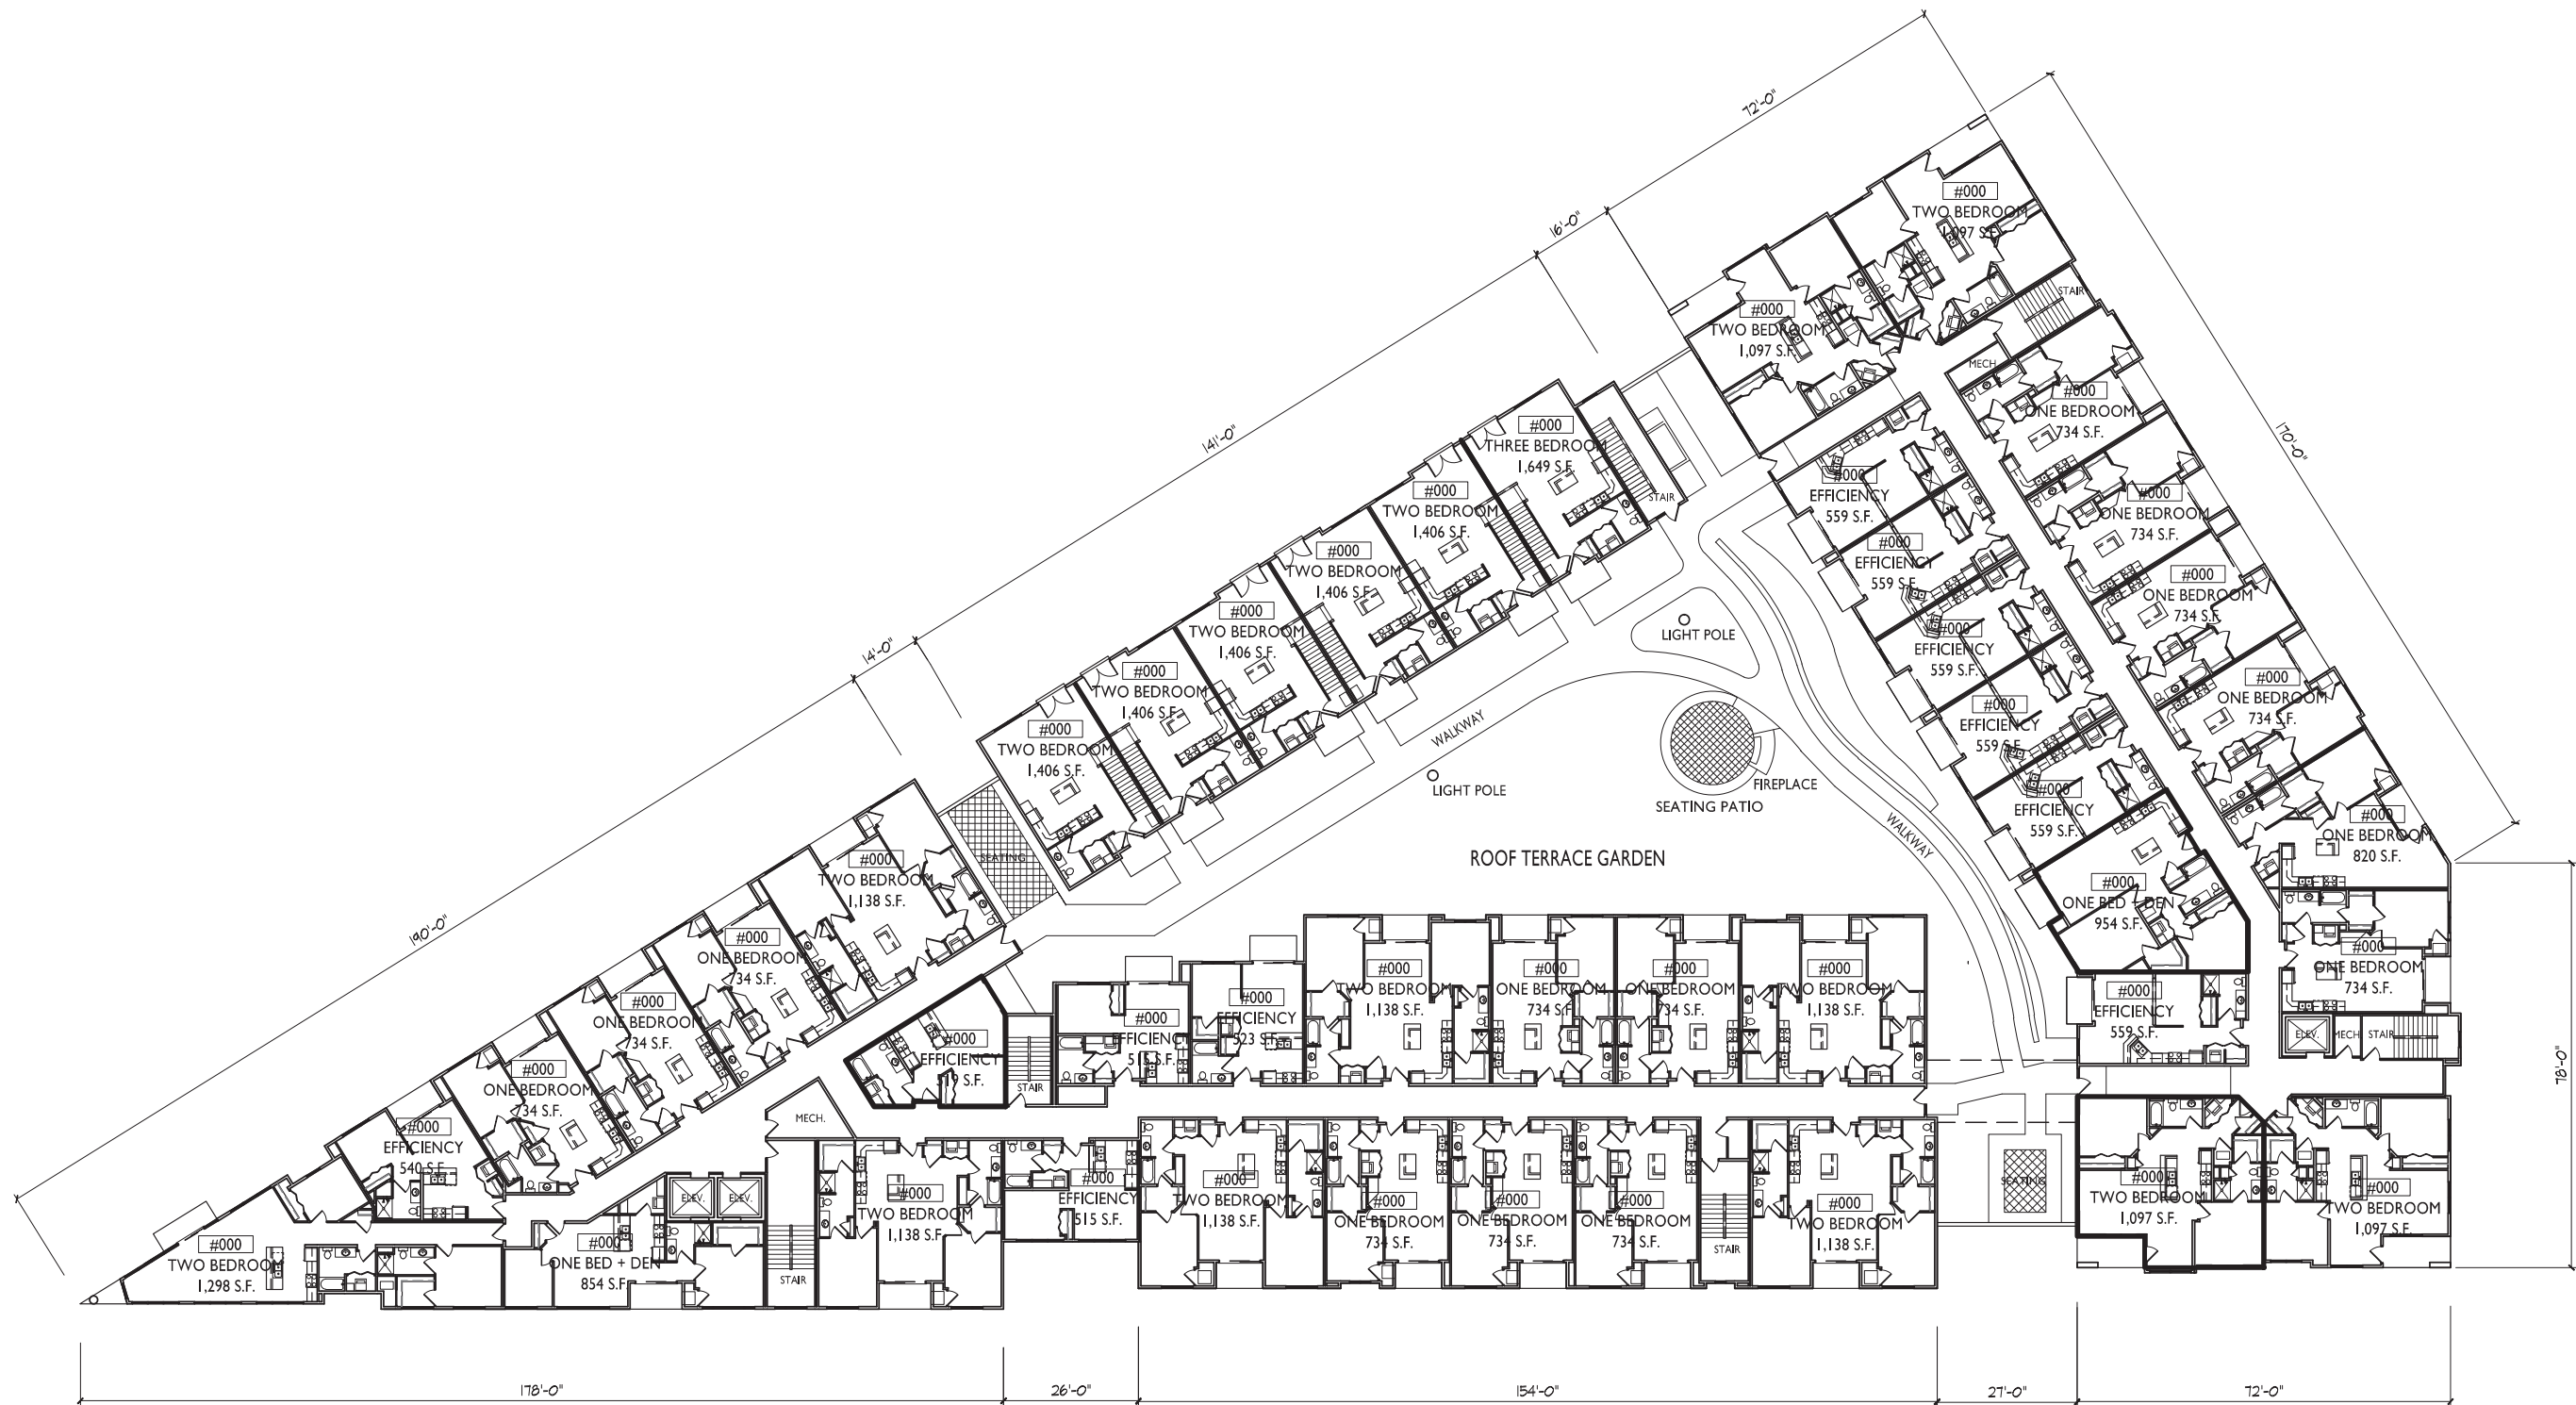 72'-0"
16'-0"
141'-0"
14'-0"
190'-0"
170'-0"
78'-0"
#000
TWO BEDROOM
1,097 S.F.
STAIR
#000
TWO BEDROOM
1,097 S.F.
MECH.
#000
ONE BEDROOM
734 S.F.
#000
THREE BEDROOM
1,649 S.F.
STAIR
#000
TWO BEDROOM
1,406 S.F.
#000
TWO BEDROOM
1,406 S.F.
#000
TWO BEDROOM
1,406 S.F.
#000
TWO BEDROOM
1,406 S.F.
#000
TWO BEDROOM
1,406 S.F.
#000
EFFICIENCY
559 S.F.
#000
ONE BEDROOM
734 S.F.
#000
EFFICIENCY
559 S.F.
#000
ONE BEDROOM
734 S.F.
#000
EFFICIENCY
559 S.F.
#000
ONE BEDROOM
734 S.F.
#000
EFFICIENCY
559 S.F.
#000
EFFICIENCY
559 S.F.
#000
ONE BEDROOM
820 S.F.
#000
ONE BED + DEN
954 S.F.
#000
ONE BEDROOM
734 S.F.
#000
EFFICIENCY
559 S.F.
ELEV.
MECH
STAIR
LIGHT POLE
WALKWAY
LIGHT POLE
FIREPLACE
SEATING PATIO
WALKWAY
ROOF TERRACE GARDEN
SEATING
#000
TWO BEDROOM
1,138 S.F.
#000
ONE BEDROOM
734 S.F.
#000
ONE BEDROOM
734 S.F.
#000
ONE BEDROOM
734 S.F.
#000
EFFICIENCY
540 S.F.
#000
TWO BEDROOM
1,298 S.F.
#000
EFFICIENCY
519 S.F.
STAIR
#000
EFFICIENCY
515 S.F.
#000
EFFICIENCY
523 S.F.
#000
TWO BEDROOM
1,138 S.F.
#000
ONE BEDROOM
734 S.F.
#000
ONE BEDROOM
734 S.F.
#000
TWO BEDROOM
1,138 S.F.
MECH.
ELEV.
ELEV.
#000
ONE BED + DEN
854 S.F.
STAIR
#000
TWO BEDROOM
1,138 S.F.
#000
EFFICIENCY
515 S.F.
#000
TWO BEDROOM
1,138 S.F.
#000
ONE BEDROOM
734 S.F.
#000
ONE BEDROOM
734 S.F.
#000
ONE BEDROOM
734 S.F.
STAIR
#000
TWO BEDROOM
1,138 S.F.
SEATING
#000
TWO BEDROOM
1,097 S.F.
#000
TWO BEDROOM
1,097 S.F.
178'-0"
26'-0"
154'-0"
27'-0"
72'-0"